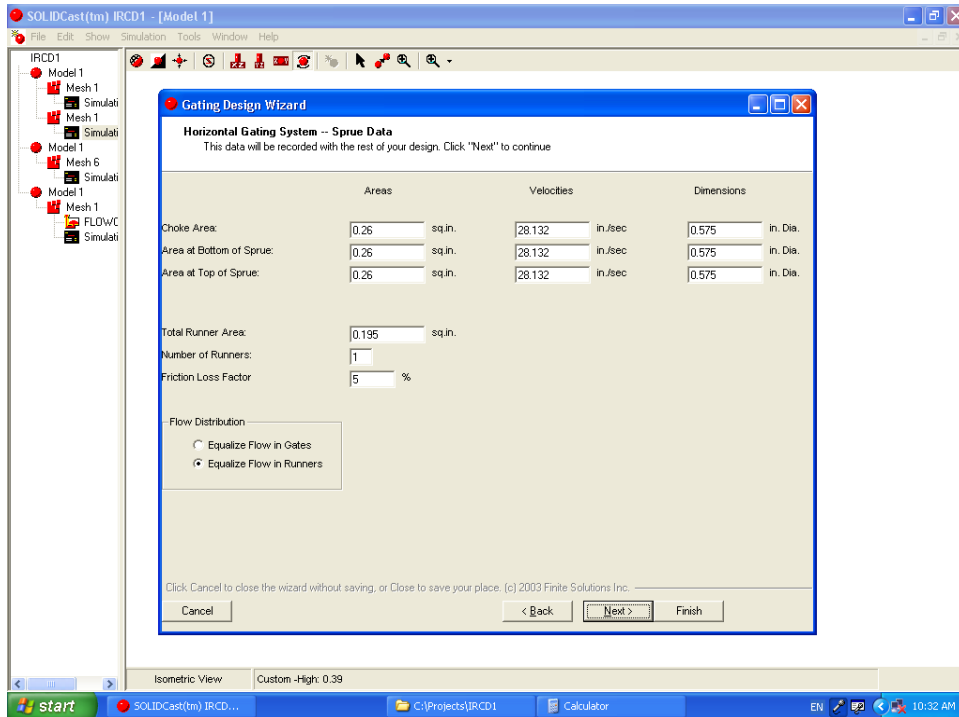 SOLIDCast(tm) IRCD1 - [Model 1]
File Edit Show Simulation Tools Window Help
IRCD1
Model 1
Mesh 1
Simulati
Mesh 1
Simulati
Model 1
Mesh 6
Simulati
Model 1
Mesh 1
FLOWC
Simulati
Gating Design Wizard
Horizontal Gating System -- Sprue Data
This data will be recorded with the rest of your design. Click "Next" to continue
Areas Velocities Dimensions
Choke Area: 0.26 sq.in. 28.132 in./sec 0.575 in. Dia.
Area at Bottom of Sprue: 0.26 sq.in. 28.132 in./sec 0.575 in. Dia.
Area at Top of Sprue: 0.26 sq.in. 28.132 in./sec 0.575 in. Dia.
Total Runner Area: 0.195 sq.in.
Number of Runners: 1
Friction Loss Factor 5 %
Flow Distribution
Equalize Flow in Gates
Equalize Flow in Runners
Click Cancel to close the wizard without saving, or Close to save your place. (c) 2003 Finite Solutions Inc.
Cancel < Back Next > Finish
Isometric View Custom -High: 0.39
start SOLIDCast(tm) IRCD... C:\Projects\IRCD1 Calculator EN 10:32 AM